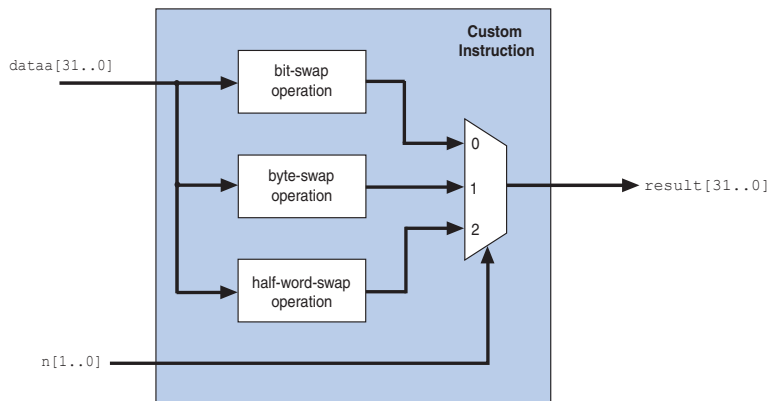 Custom
Instruction
dataa[31..0]
bit-swap
operation
0
byte-swap
operation
1
result[31..0]
2
half-word-swap
operation
n[1..0]